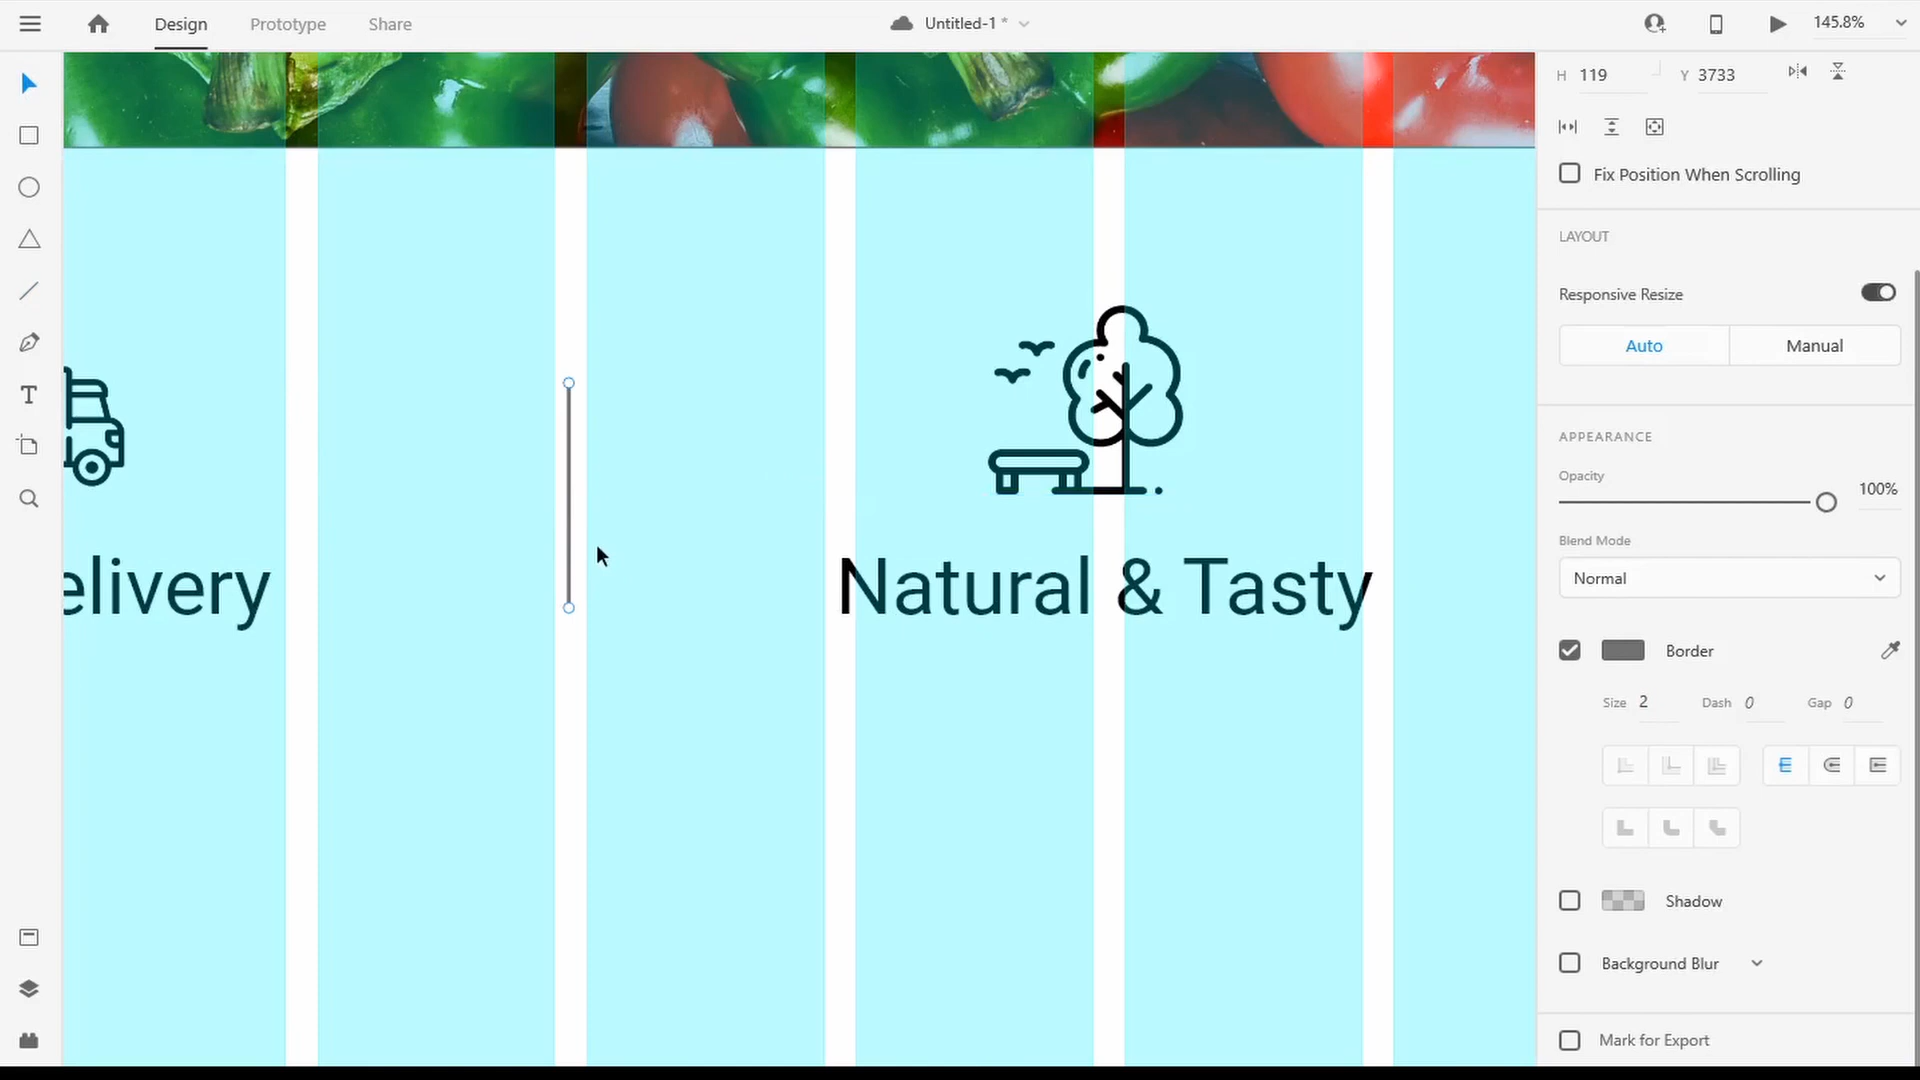 Design Prototype Share Untitled-1 * 145.8%
H 119 Y 3733
Fix Position When Scrolling
LAYOUT
Responsive Resize
Auto Manual
APPEARANCE
Opacity
100%
Blend Mode
Normal
T
elivery Natural & Tasty
Border
Size 2 Dash 0 Gap 0
Shadow
Background Blur
Mark for Export